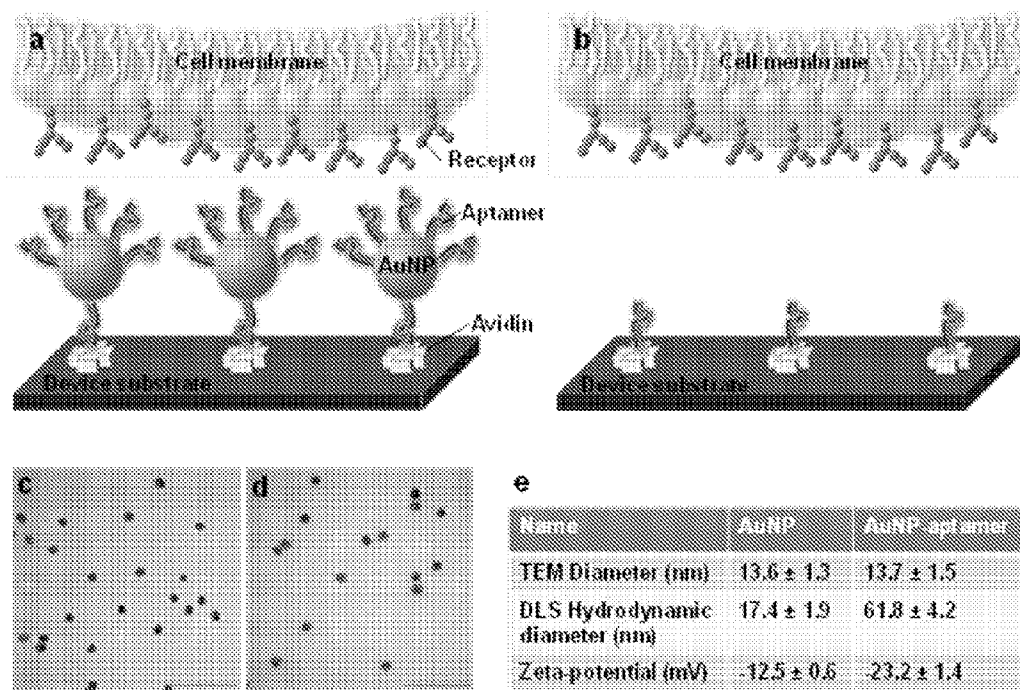 a
Cell membrane
Receptor
Aptamer
AuNP
Avidin
Device substrate
b
Cell membrane
Device substrate
c
d
e
Name AuNP AuNP-aptamer
TEM Diameter (nm) 13.6 ± 1.3 13.7 ± 1.5
DLS Hydrodynamic
diameter (nm) 17.4 ± 1.9 61.8 ± 4.2
Zeta-potential (mV) -12.5 ± 0.6 -23.2 ± 1.4